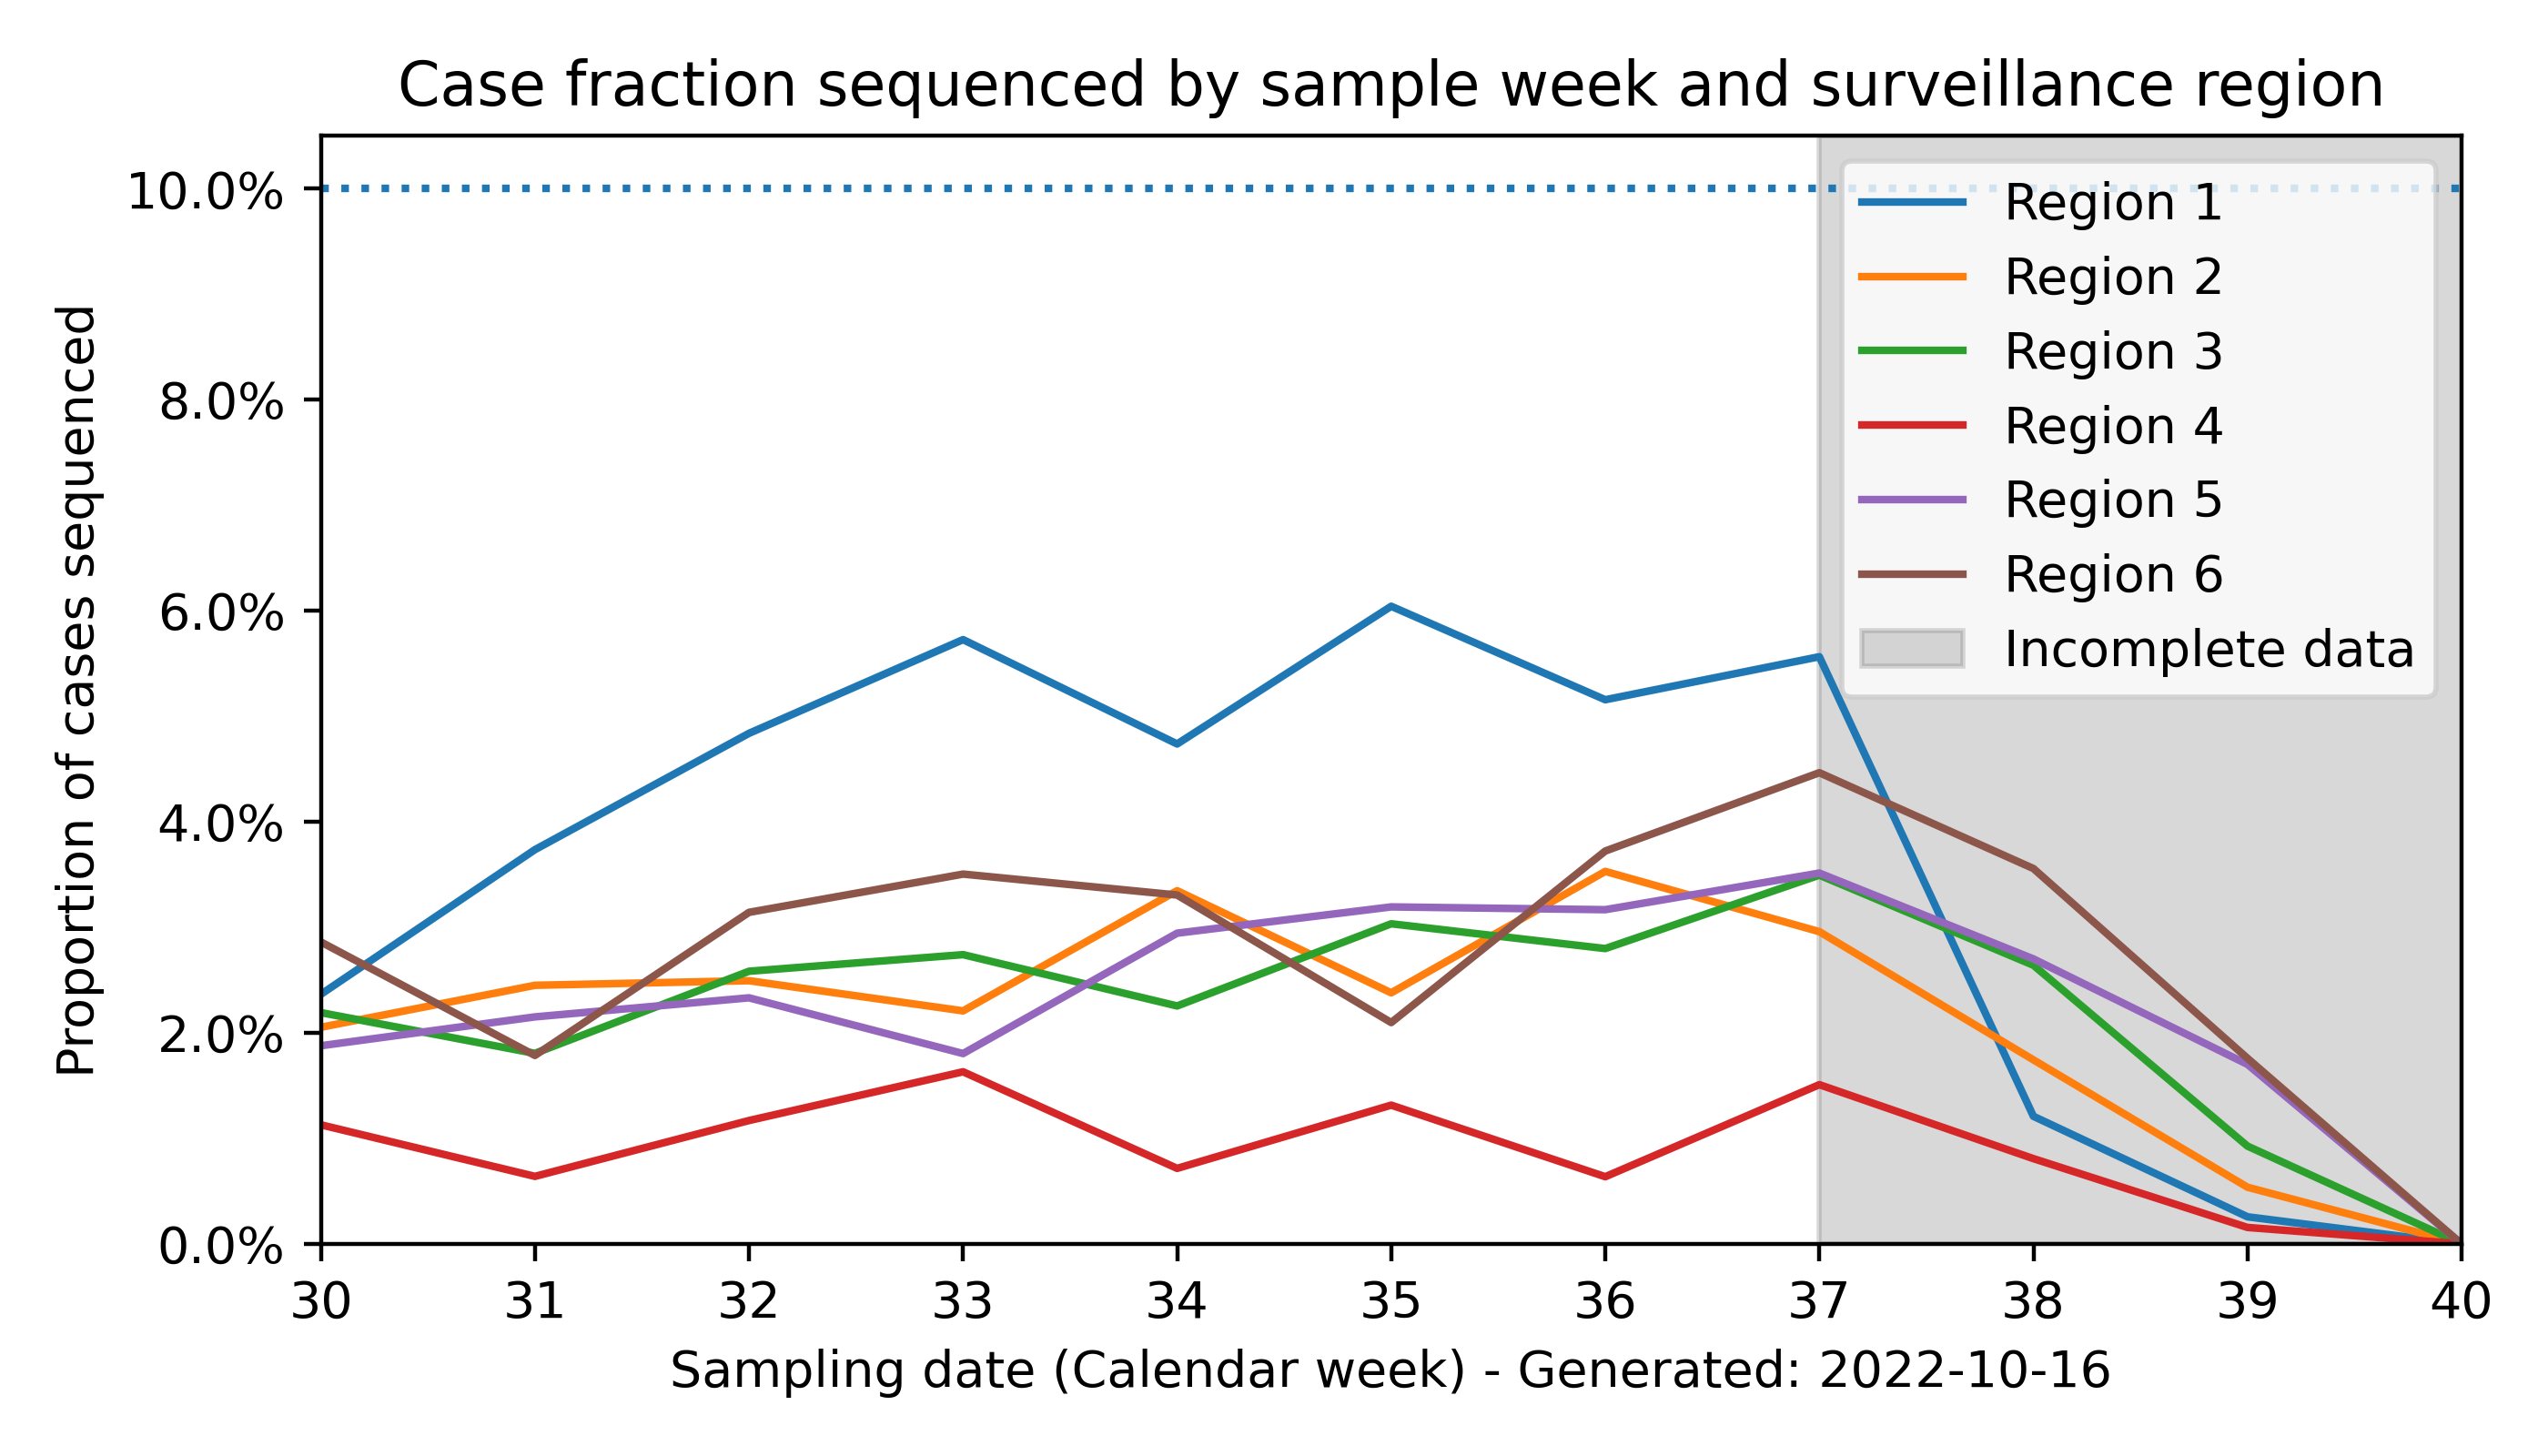 Case fraction sequenced by sample week and surveillance region
Proportion of cases sequenced
10.0%
8.0%
6.0%
4.0%
2.0%
0.0%
Region 1
Region 2
Region 3
Region 4
Region 5
Region 6
Incomplete data
30 31 32 33 34 35 36 37 38 39 40
Sampling date (Calendar week) - Generated: 2022-10-16